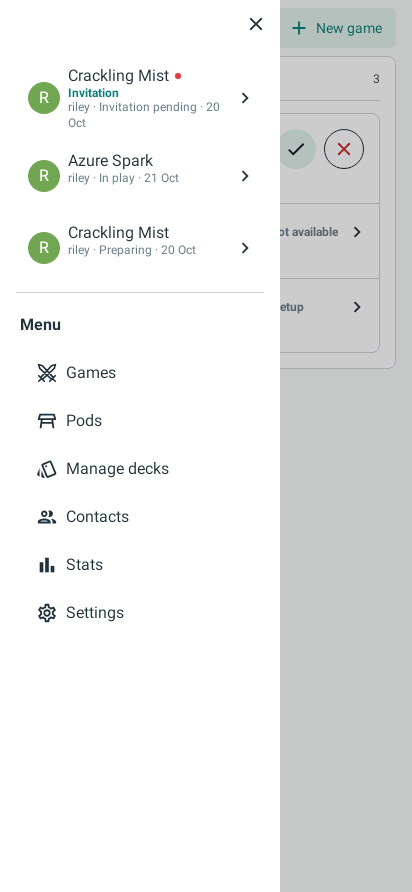 New game
Crackling Mist
Invitation
R
riley · Invitation pending · 20
Oct
3
Azure Spark
R
riley · In play · 21 Oct
Crackling Mist
R
riley · Preparing · 20 Oct
ot available
etup
Menu
Games
Pods
Manage decks
Contacts
Stats
Settings